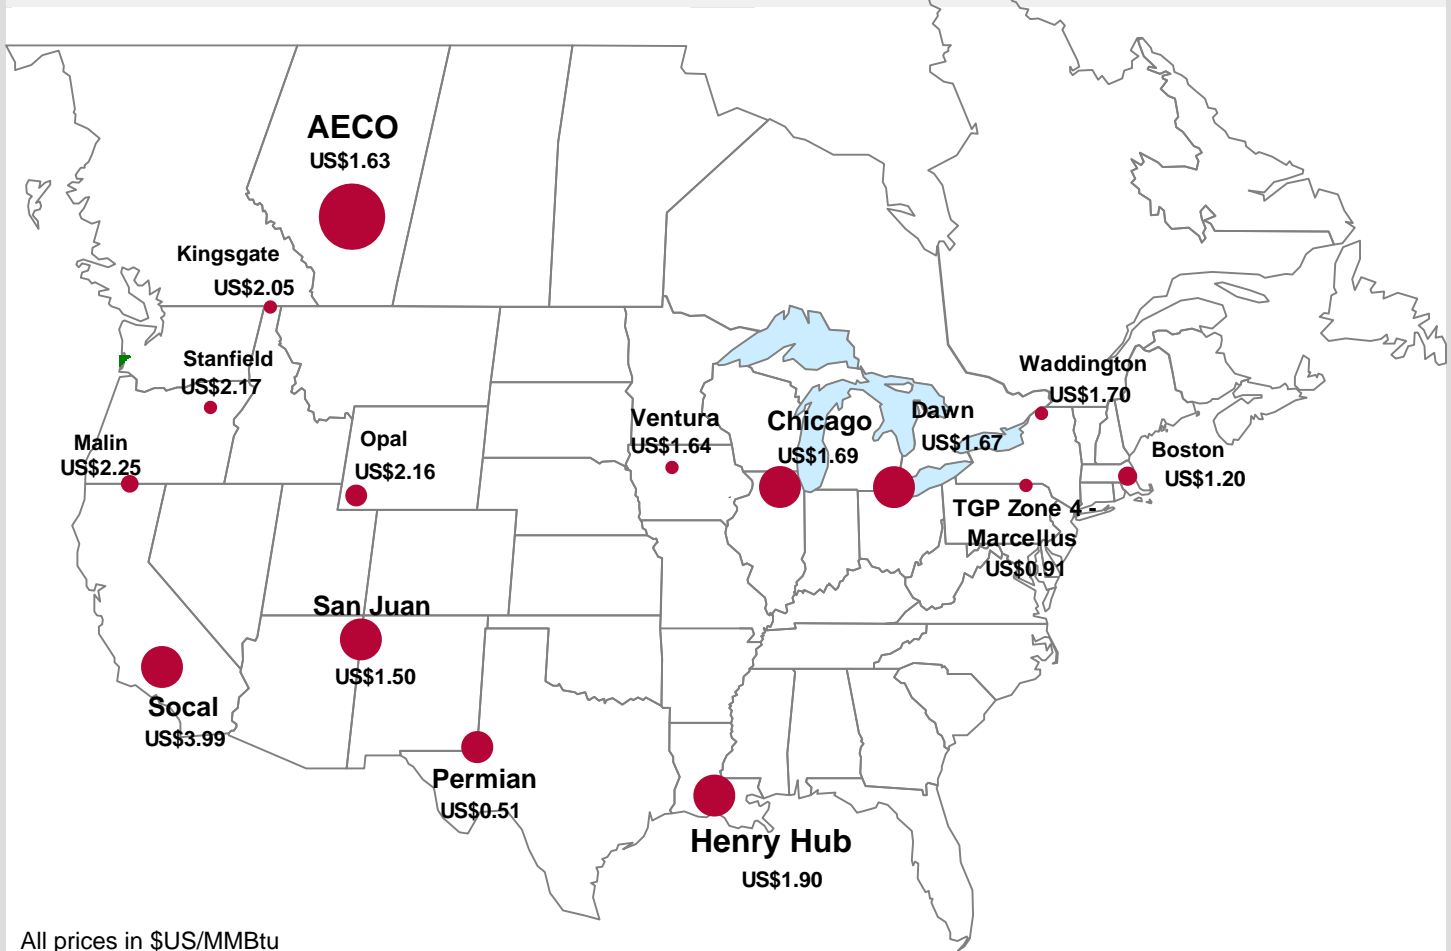 AECO
US$1.63
Kingsgate
US$2.05
Stanfield
US$2.17
Malin
US$2.25
Opal
US$2.16
Ventura
US$1.64
Chicago
US$1.69
Dawn
US$1.67
Waddington
US$1.70
Boston
US$1.20
TGP Zone 4 -
Marcellus
US$0.91
San Juan
US$1.50
Socal
US$3.99
Permian
US$0.51
Henry Hub
US$1.90
All prices in $US/MMBtu